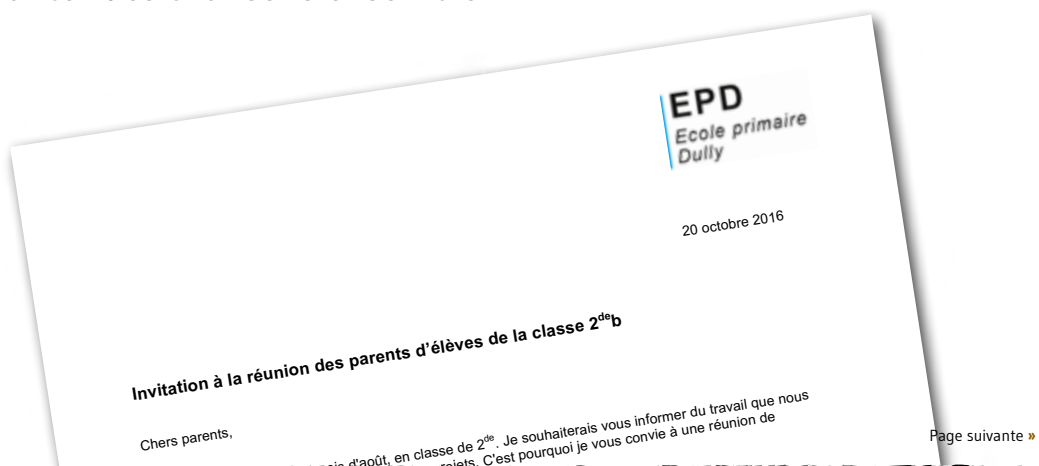 EPD
Ecole primaire
Dully
20 octobre 2016
Invitation à la réunion des parents d'élèves de la classe 2ᵈᵉb
Chers parents,
d'août, en classe de 2ᵈᵉ. Je souhaiterais vous informer du travail que nous
C'est pourquoi je vous convie à une réunion de
Page suivante »